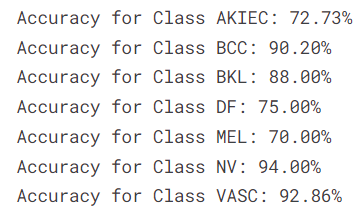 Accuracy for Class AKIEC: 72.73%
Accuracy for Class BCC: 90.20%
Accuracy for Class BKL: 88.00%
Accuracy for Class DF: 75.00%
Accuracy for Class MEL: 70.00%
Accuracy for Class NV: 94.00%
Accuracy for Class VASC: 92.86%